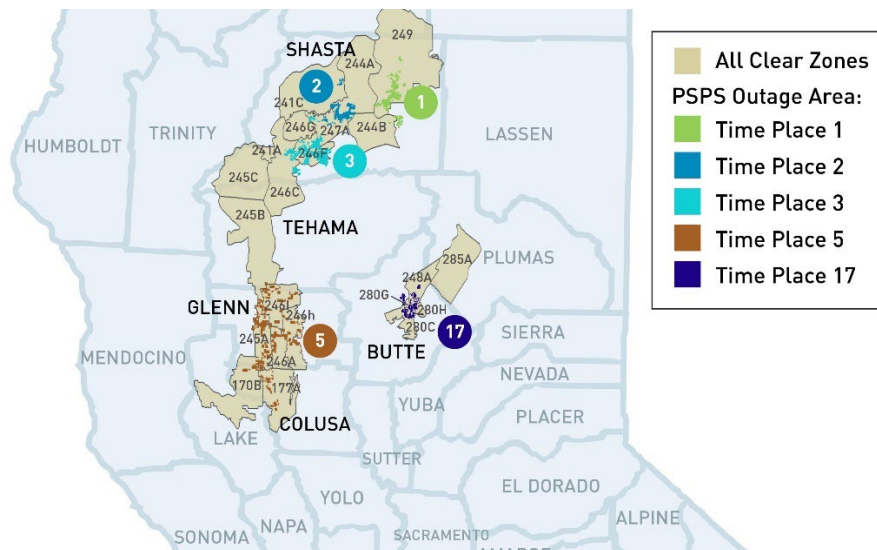 SHASTA
249
244A
2
241C
1
246G
247A
244B
HUMBOLDT
TRINITY
LASSEN
241A
246F
3
245C
246C
245B
TEHAMA
285A
PLUMAS
248A
280G
GLENN
246I
246h
280H
280C
17
5
245A
SIERRA
MENDOCINO
BUTTE
246A
NEVADA
170B
177A
YUBA
PLACER
COLUSA
LAKE
SUTTER
EL DORADO
YOLO
ALPINE
NAPA
SONOMA
SACRAMENTO
All Clear Zones
PSPS Outage Area:
Time Place 1
Time Place 2
Time Place 3
Time Place 5
Time Place 17